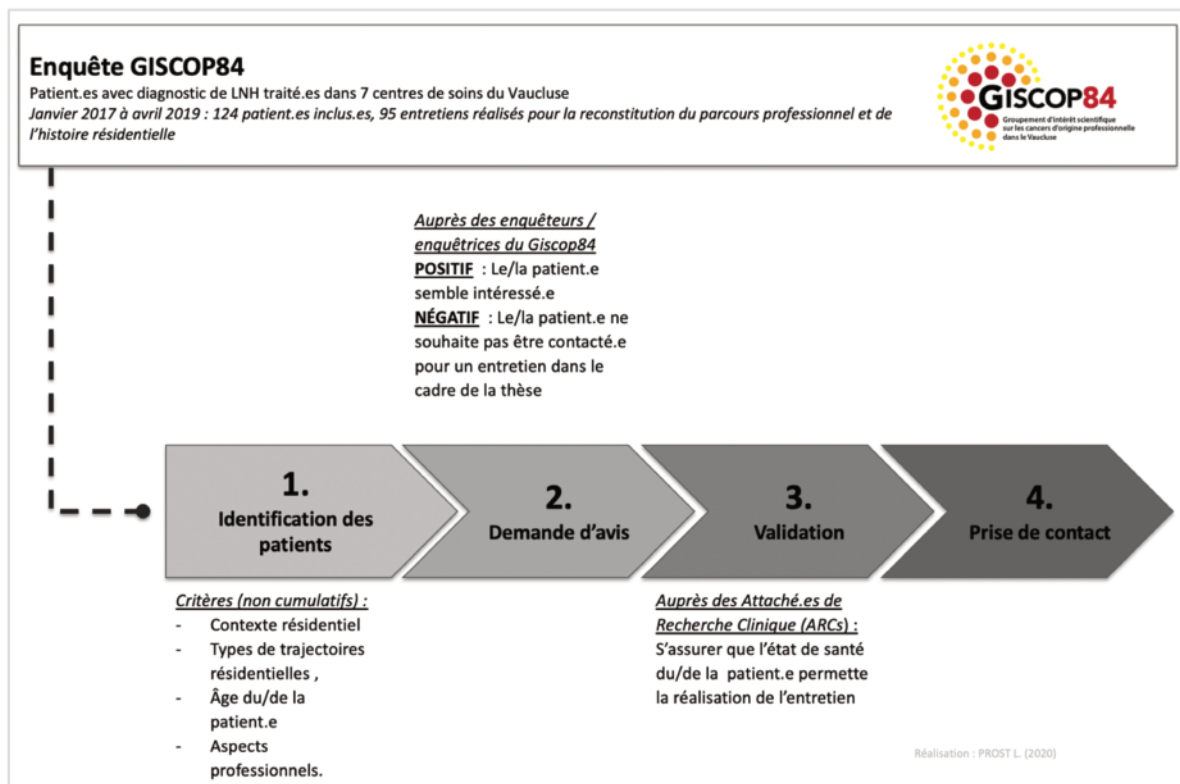 Enquête GISCOP84
Patient.es avec diagnostic de LNH traité.es dans 7 centres de soins du Vaucluse
Janvier 2017 à avril 2019 : 124 patient.es inclus.es, 95 entretiens réalisés pour la reconstitution du parcours professionnel et de
l'histoire résidentielle
GISCOP84
Groupement d'intérêt scientifique
sur les cancers d'origine professionnelle
dans le Vaucluse
Auprès des enquêteurs /
enquêtrices du Giscop84
POSITIF : Le/la patient.e
semble intéressé.e
NÉGATIF : Le/la patient.e ne
souhaite pas être contacté.e
pour un entretien dans le
cadre de la thèse
1.
Identification des
patients
2.
Demande d'avis
3.
Validation
4.
Prise de contact
Critères (non cumulatifs) :
- Contexte résidentiel
- Types de trajectoires
résidentielles ,
- Âge du/de la
patient.e
- Aspects
professionnels.
Auprès des Attaché.es de
Recherche Clinique (ARCs) :
S'assurer que l'état de santé
du/de la patient.e permette
la réalisation de l'entretien
Réalisation : PROST L. (2020)